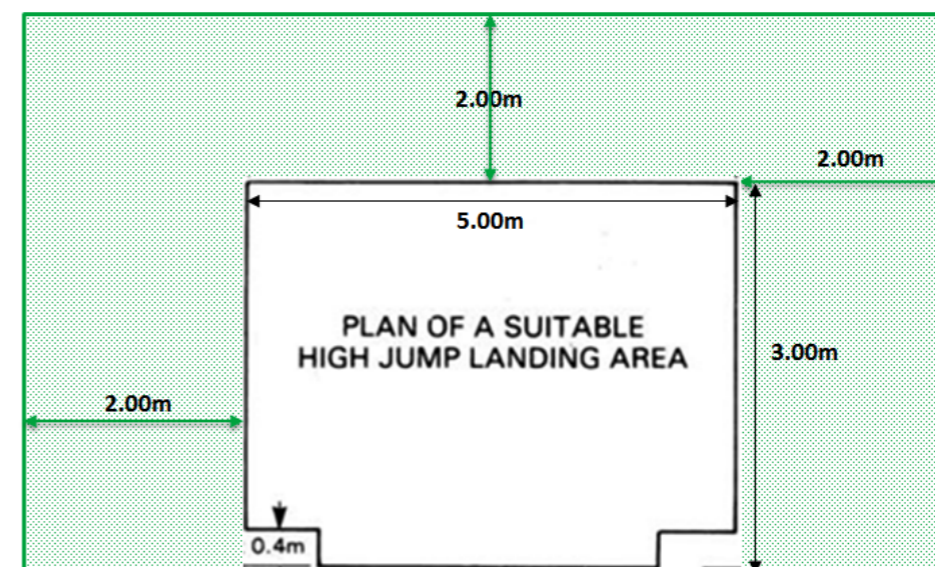 2.00m
2.00m
5.00m
PLAN OF A SUITABLE
HIGH JUMP LANDING AREA
3.00m
2.00m
0.4m